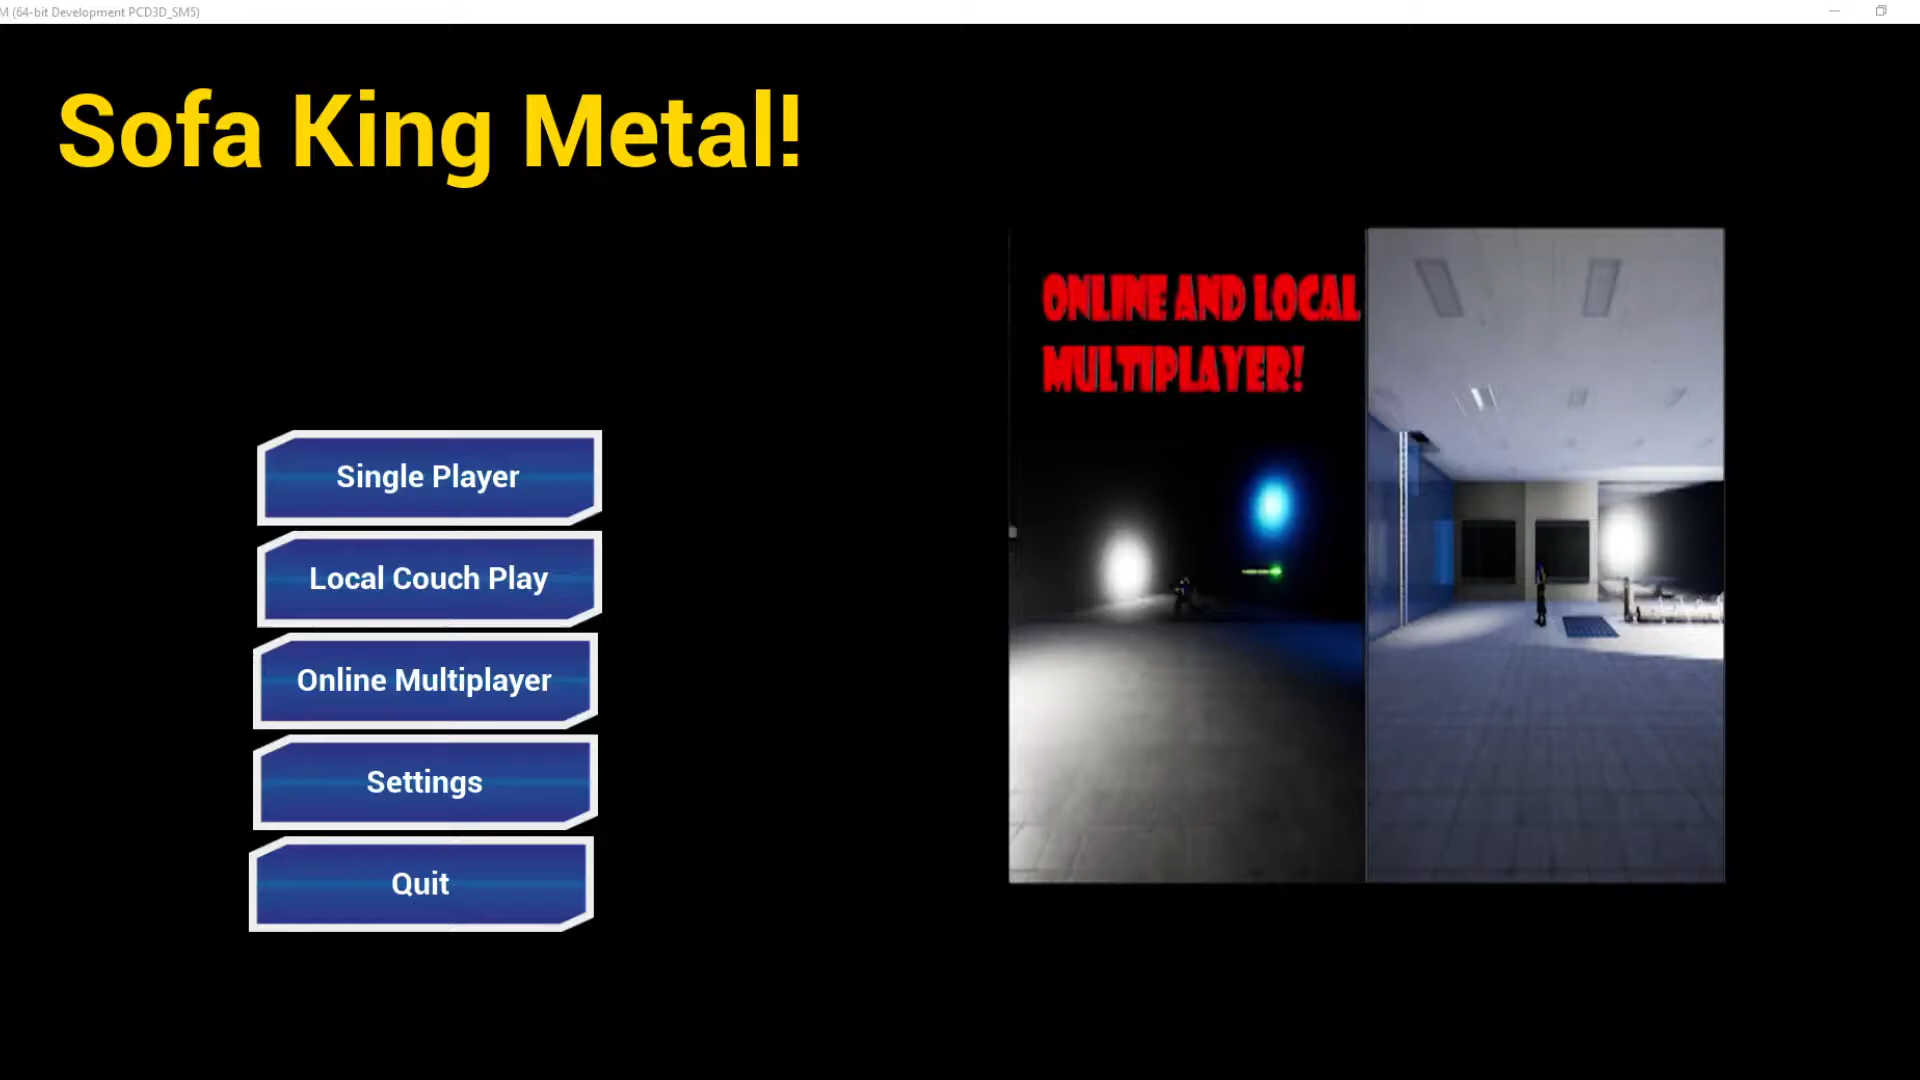 M (64-bit Development PCD3D_SM5)
Sofa King Metal!
ONLINE AND LOCAL
MULTIPLAYER!
Single Player
Local Couch Play
Online Multiplayer
Settings
Quit